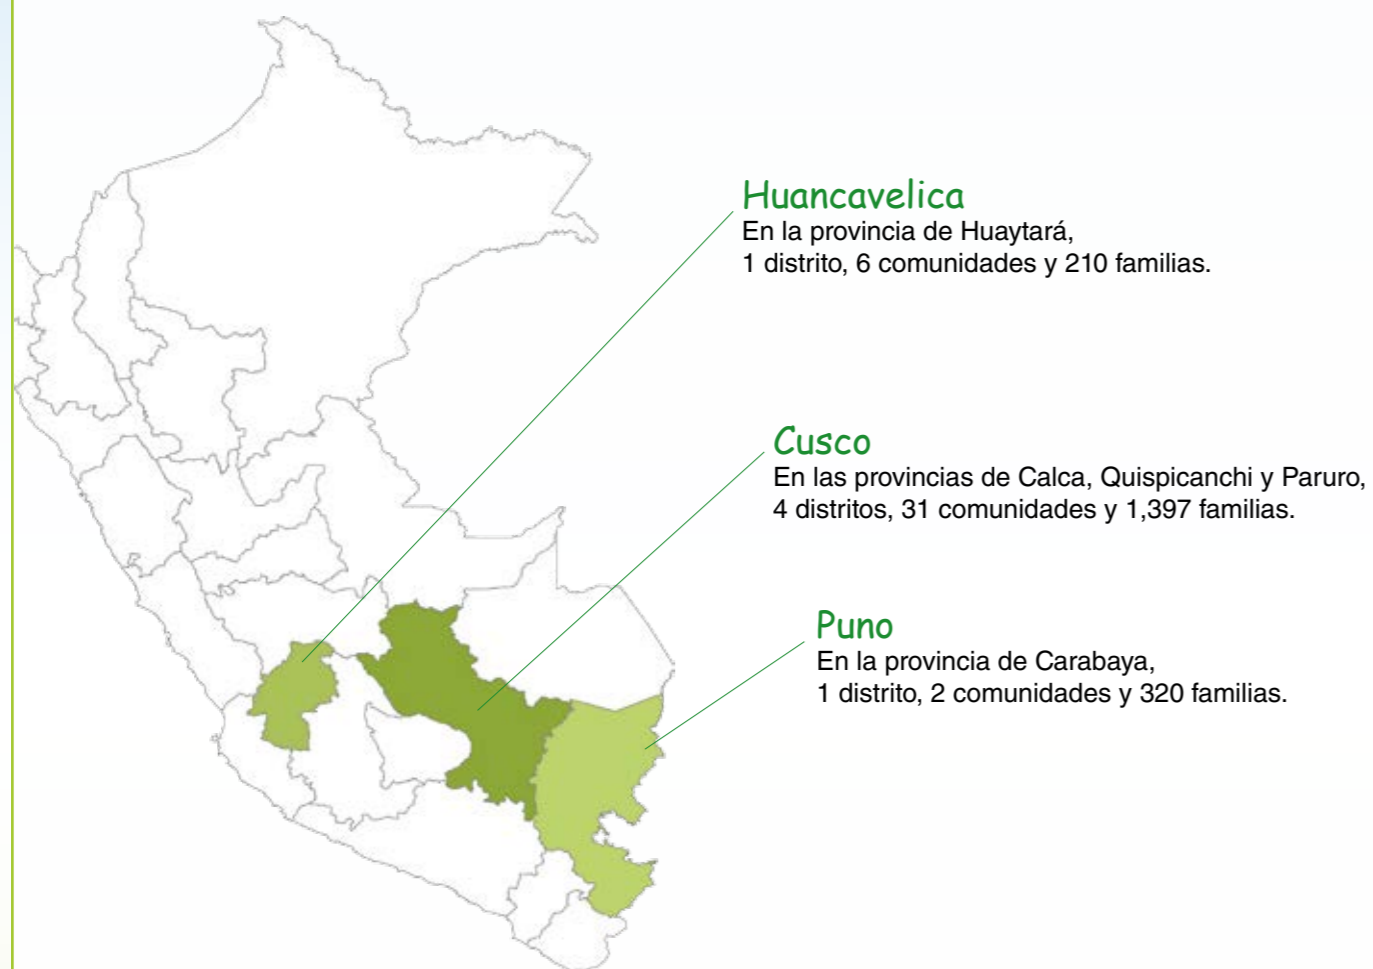 Huancavelica
En la provincia de Huaytará,
1 distrito, 6 comunidades y 210 familias.
Cusco
En las provincias de Calca, Quispicanchi y Paruro,
4 distritos, 31 comunidades y 1,397 familias.
Puno
En la provincia de Carabaya,
1 distrito, 2 comunidades y 320 familias.